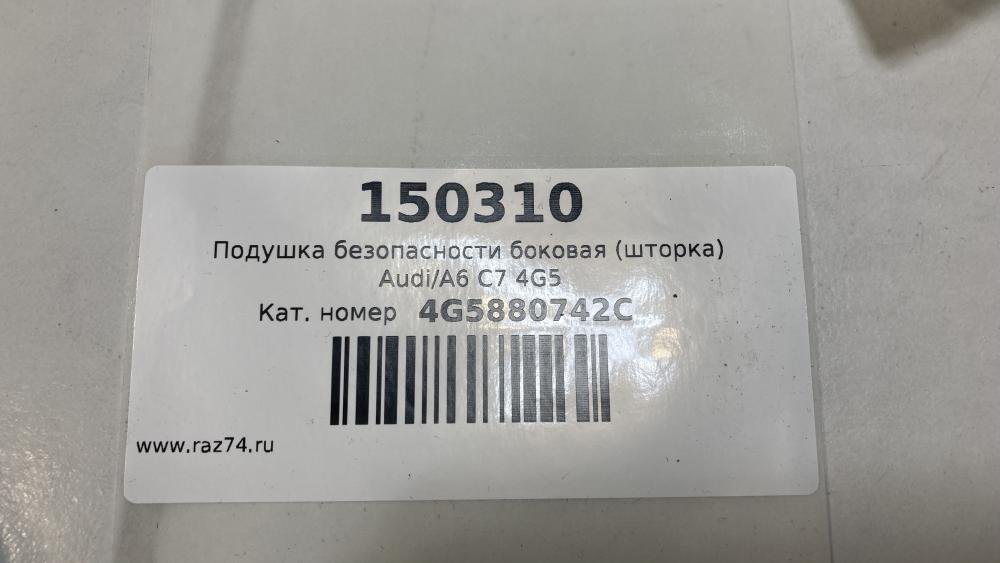 150310
Подушка безопасности боковая (шторка)
Audi/A6 C7 4G5
Кат. номер 4G5880742C
www.raz74.ru